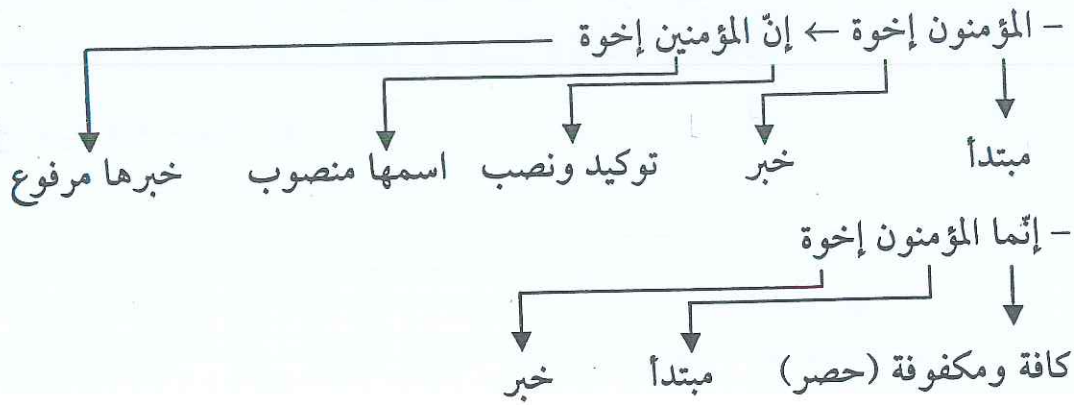 – المؤمنون إخوة ← إنّ المؤمنين إخوة
مبتدأ خبر توكيد ونصب اسمها منصوب خبرها مرفوع
– إنّما المؤمنون إخوة
كافة ومكفوفة (حصر) مبتدأ خبر